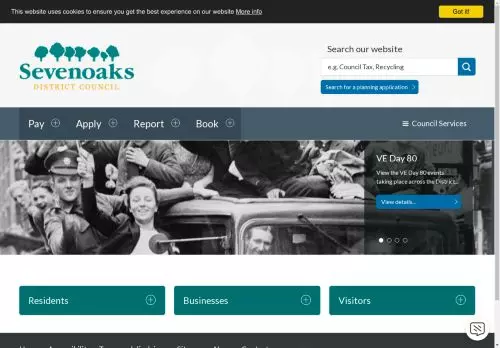 This website uses cookies to ensure you get the best experience on our website More info
Got it!
Sevenoaks
DISTRICT COUNCIL
Search our website
e.g. Council Tax, Recycling
Search for a planning application
Pay
Apply
Report
Book
Council Services
VE Day 80
View the VE Day 80 events
taking place across the District...
View details...
Residents
Businesses
Visitors